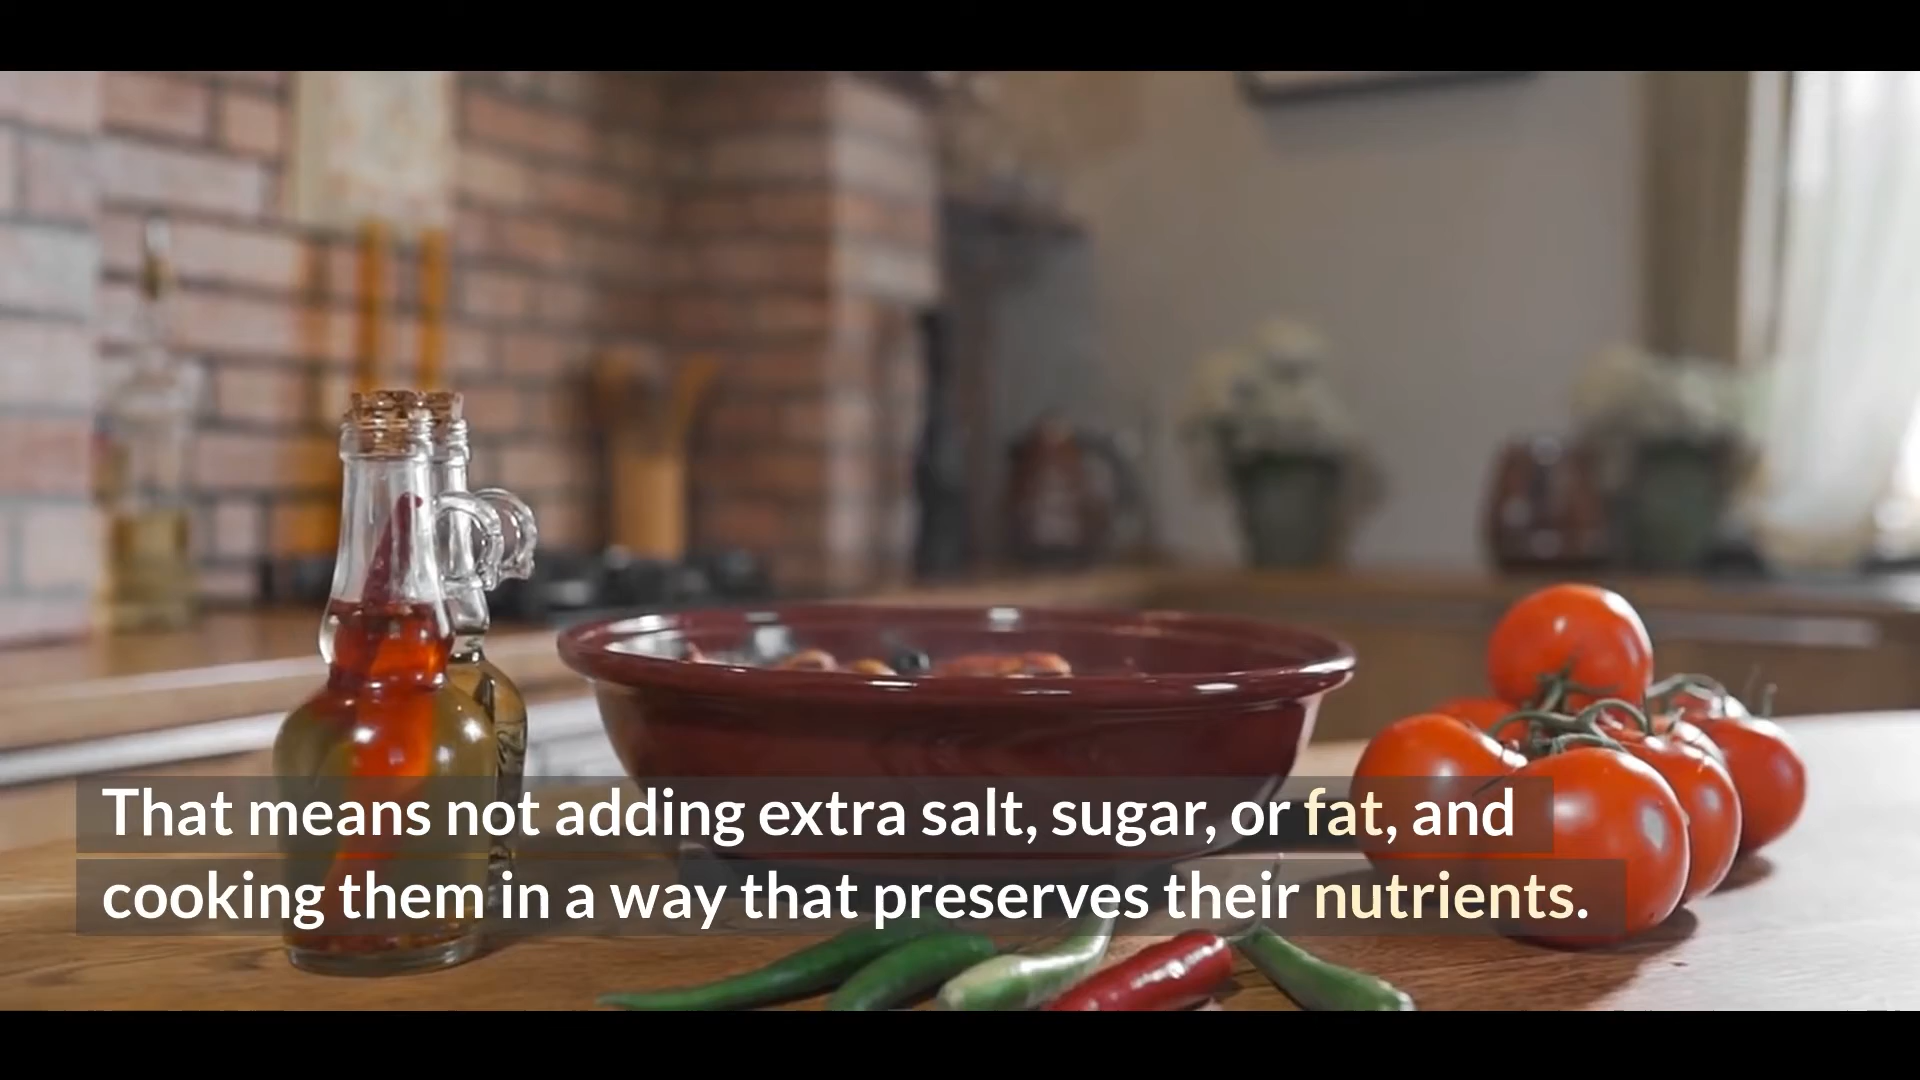 That means not adding extra salt, sugar, or fat, and
cooking them in a way that preserves their nutrients.